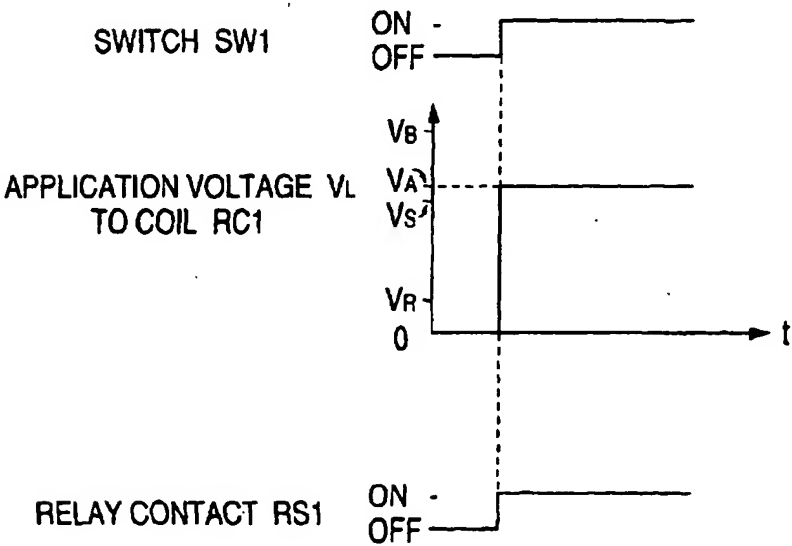 SWITCH SW1
ON
OFF
VB
APPLICATION VOLTAGE VL
TO COIL RC1
VA
VS
VR
0
t
RELAY CONTACT RS1
ON
OFF